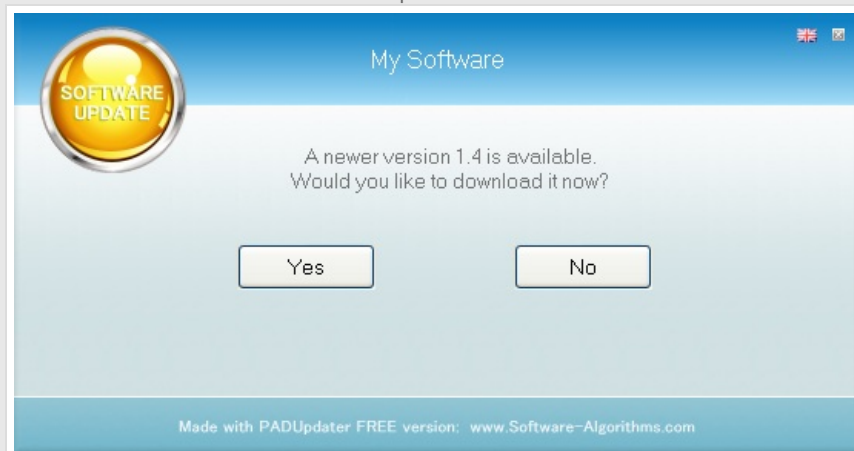 My Software
SOFTWARE
UPDATE
A newer version 1.4 is available.
Would you like to download it now?
Yes
No
Made with PADUpdater FREE version: www.Software-Algorithms.com